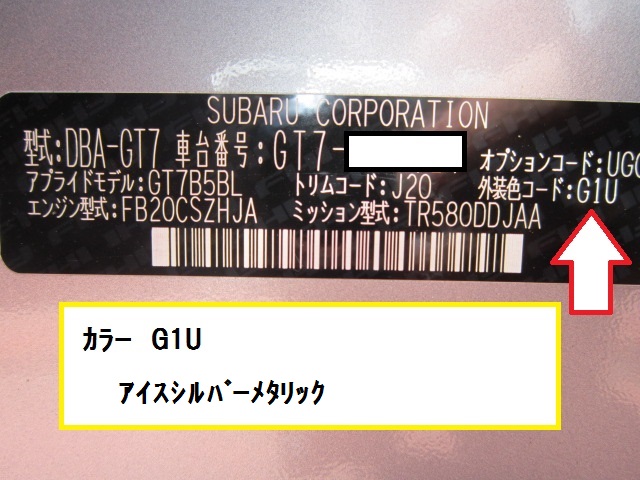 SUBARU CORPORATION
型式:DBA-GT7 車台番号:GT7-
オプションコード:UGC
アプライドモデル:GT7B5BL トリムコード:J20 外装色コード:G1U
エンジン型式:FB20CSZHJA ミッション型式:TR580DDJAA
ｶﾗｰ G1U
ｱｲｽｼﾙﾊﾞｰﾒﾀﾘｯｸ